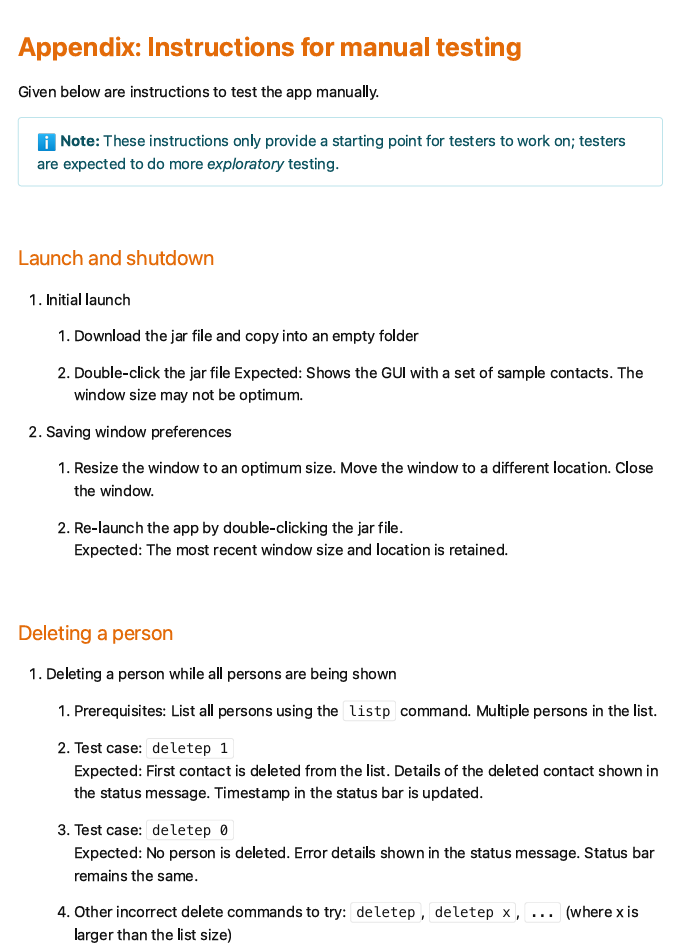 Appendix: Instructions for manual testing
Given below are instructions to test the app manually.
ℹ️ Note: These instructions only provide a starting point for testers to work on; testers
are expected to do more exploratory testing.
Launch and shutdown
1. Initial launch
1. Download the jar file and copy into an empty folder
2. Double-click the jar file Expected: Shows the GUI with a set of sample contacts. The
window size may not be optimum.
2. Saving window preferences
1. Resize the window to an optimum size. Move the window to a different location. Close
the window.
2. Re-launch the app by double-clicking the jar file.
Expected: The most recent window size and location is retained.
Deleting a person
1. Deleting a person while all persons are being shown
1. Prerequisites: List all persons using the listp command. Multiple persons in the list.
2. Test case: deletep 1
Expected: First contact is deleted from the list. Details of the deleted contact shown in
the status message. Timestamp in the status bar is updated.
3. Test case: deletep 0
Expected: No person is deleted. Error details shown in the status message. Status bar
remains the same.
4. Other incorrect delete commands to try: deletep, deletep x, ... (where x is
larger than the list size)